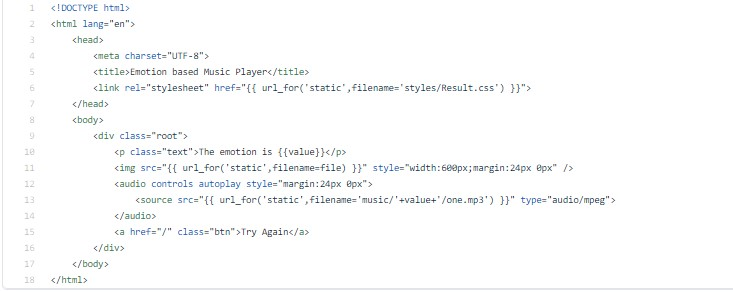 1 <!DOCTYPE html>
2 <html lang="en">
3 <head>
4 <meta charset="UTF-8">
5 <title>Emotion based Music Player</title>
6 <link rel="stylesheet" href="{{ url_for('static',filename='styles/Result.css') }}">
7 </head>
8 <body>
9 <div class="root">
10 <p class="text">The emotion is {{value}}</p>
11 <img src="{{ url_for('static',filename=file) }}" style="width:600px;margin:24px 0px" />
12 <audio controls autoplay style="margin:24px 0px">
13 <source src="{{ url_for('static',filename='music/'+value+'/one.mp3') }}" type="audio/mpeg">
14 </audio>
15 <a href="/" class="btn">Try Again</a>
16 </div>
17 </body>
18 </html>